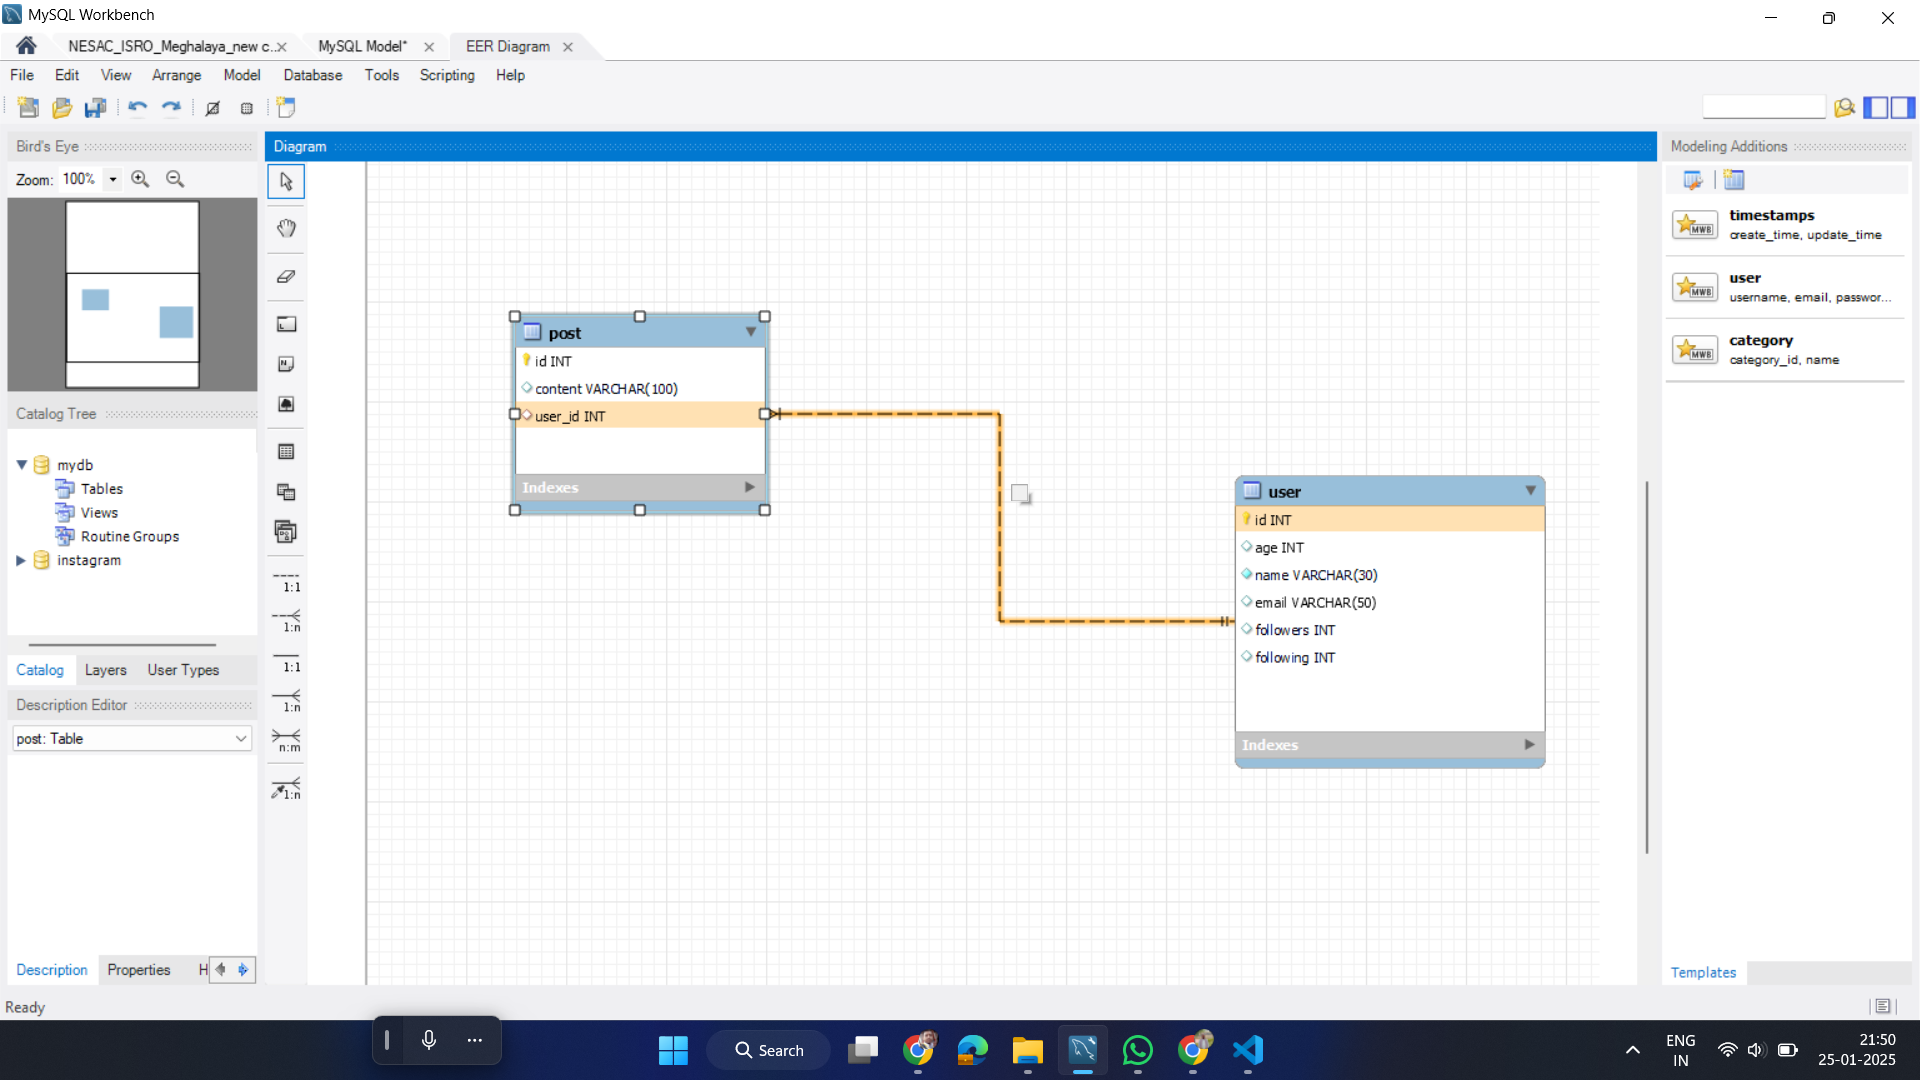 MySQL Workbench
NESAC_ISRO_Meghalaya_new c..
MySQL Model*
EER Diagram
File
Edit
View
Arrange
Model
Database
Tools
Scripting
Help
Bird's Eye
Zoom: 100%
Catalog Tree
mydb
Tables
Views
Routine Groups
instagram
Catalog
Layers
User Types
Description Editor
post: Table
Description
Properties
H
Ready
Diagram
1:1
1:n
1:1
1:n
n:m
1:n
post
id INT
content VARCHAR(100)
user_id INT
Indexes
user
id INT
age INT
name VARCHAR(30)
email VARCHAR(50)
followers INT
following INT
Indexes
Modeling Additions
MWB
timestamps
create_time, update_time
MWB
user
username, email, passwor...
MWB
category
category_id, name
Templates
Search
ENG
IN
21:50
25-01-2025